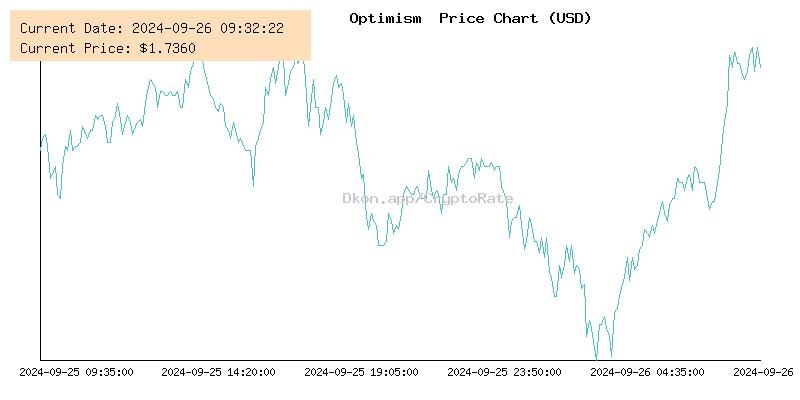 Optimism  Price Chart (USD)
Current Date: 2024-09-26 09:32:22
Current Price: $1.7360
Dkon.app/CryptoRate
2024-09-25 09:35:00 2024-09-25 14:20:00 2024-09-25 19:05:00 2024-09-25 23:50:00 2024-09-26 04:35:00 2024-09-26